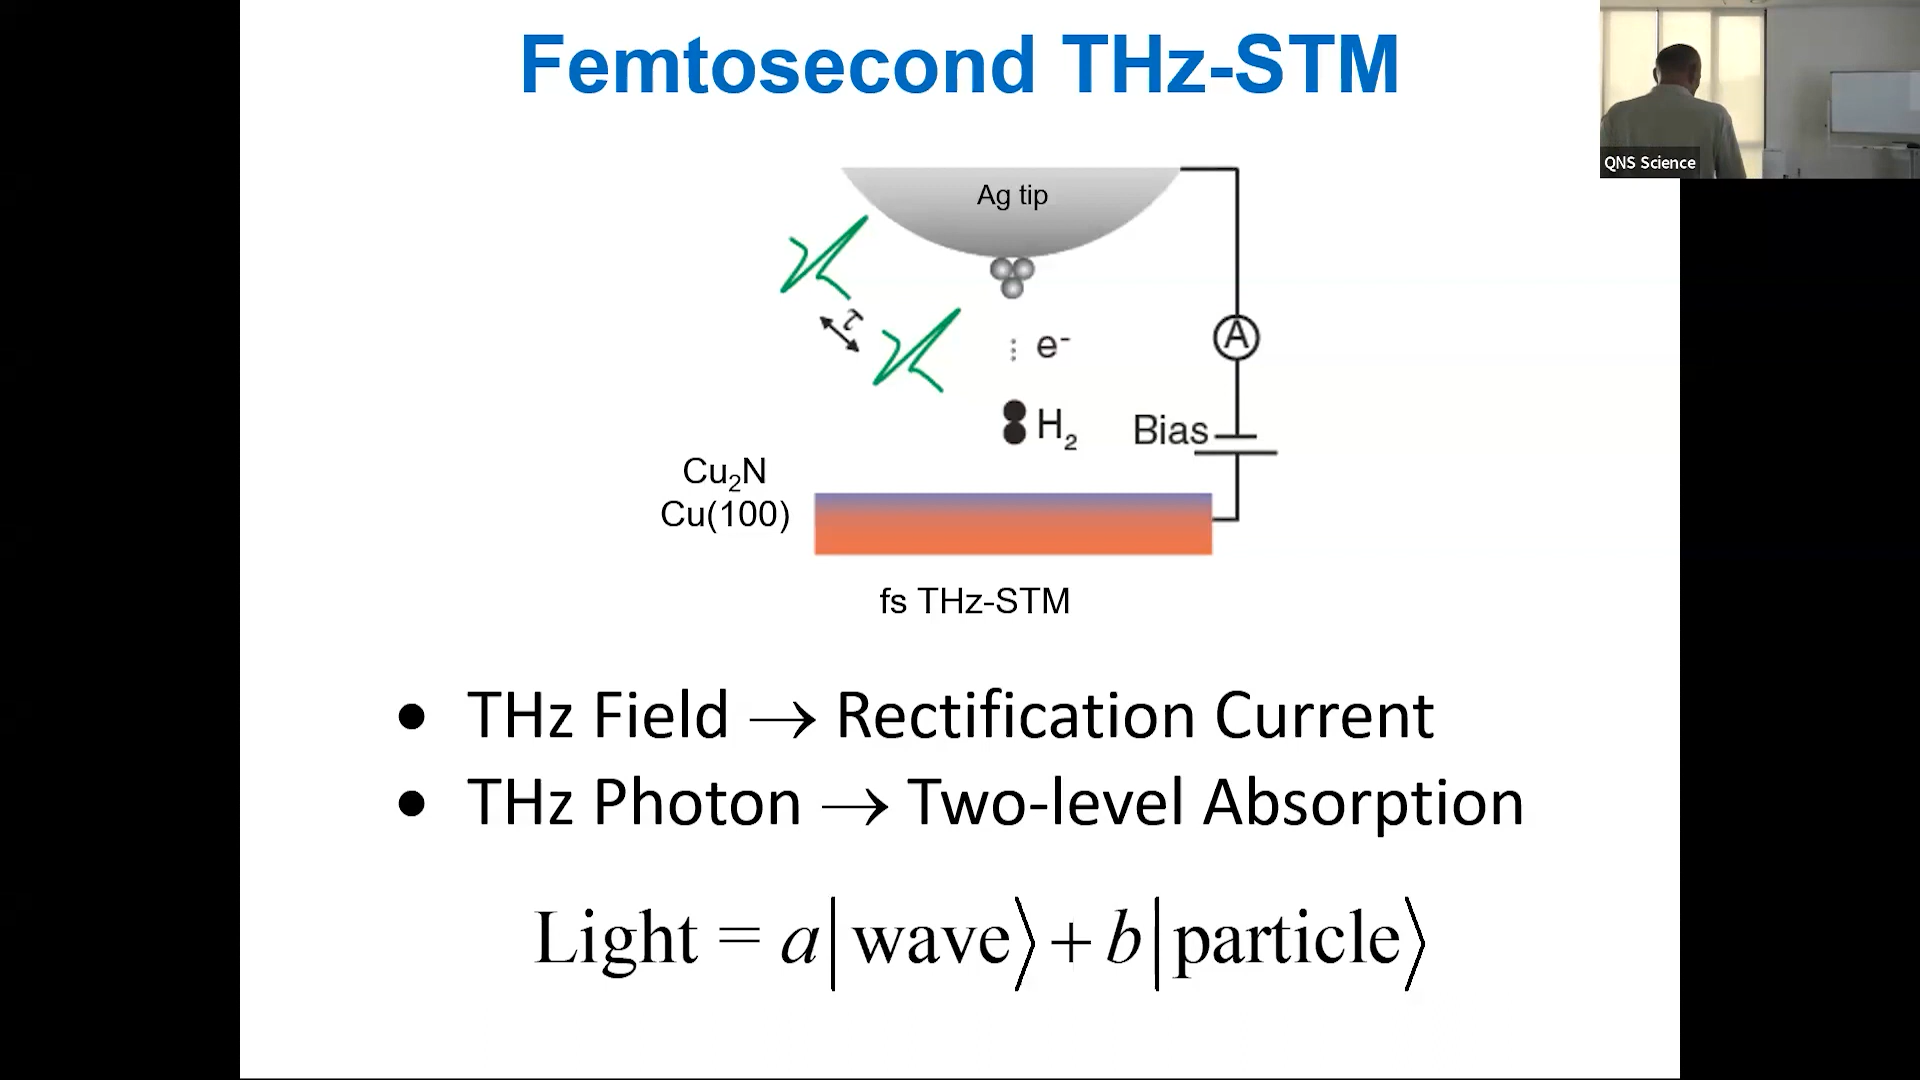 Femtosecond THz-STM
QNS Science
Ag tip
τ
e⁻
A
H₂
Bias
Cu₂N
Cu(100)
fs THz-STM
• THz Field → Rectification Current
• THz Photon → Two-level Absorption
Light = a|wave⟩ + b|particle⟩